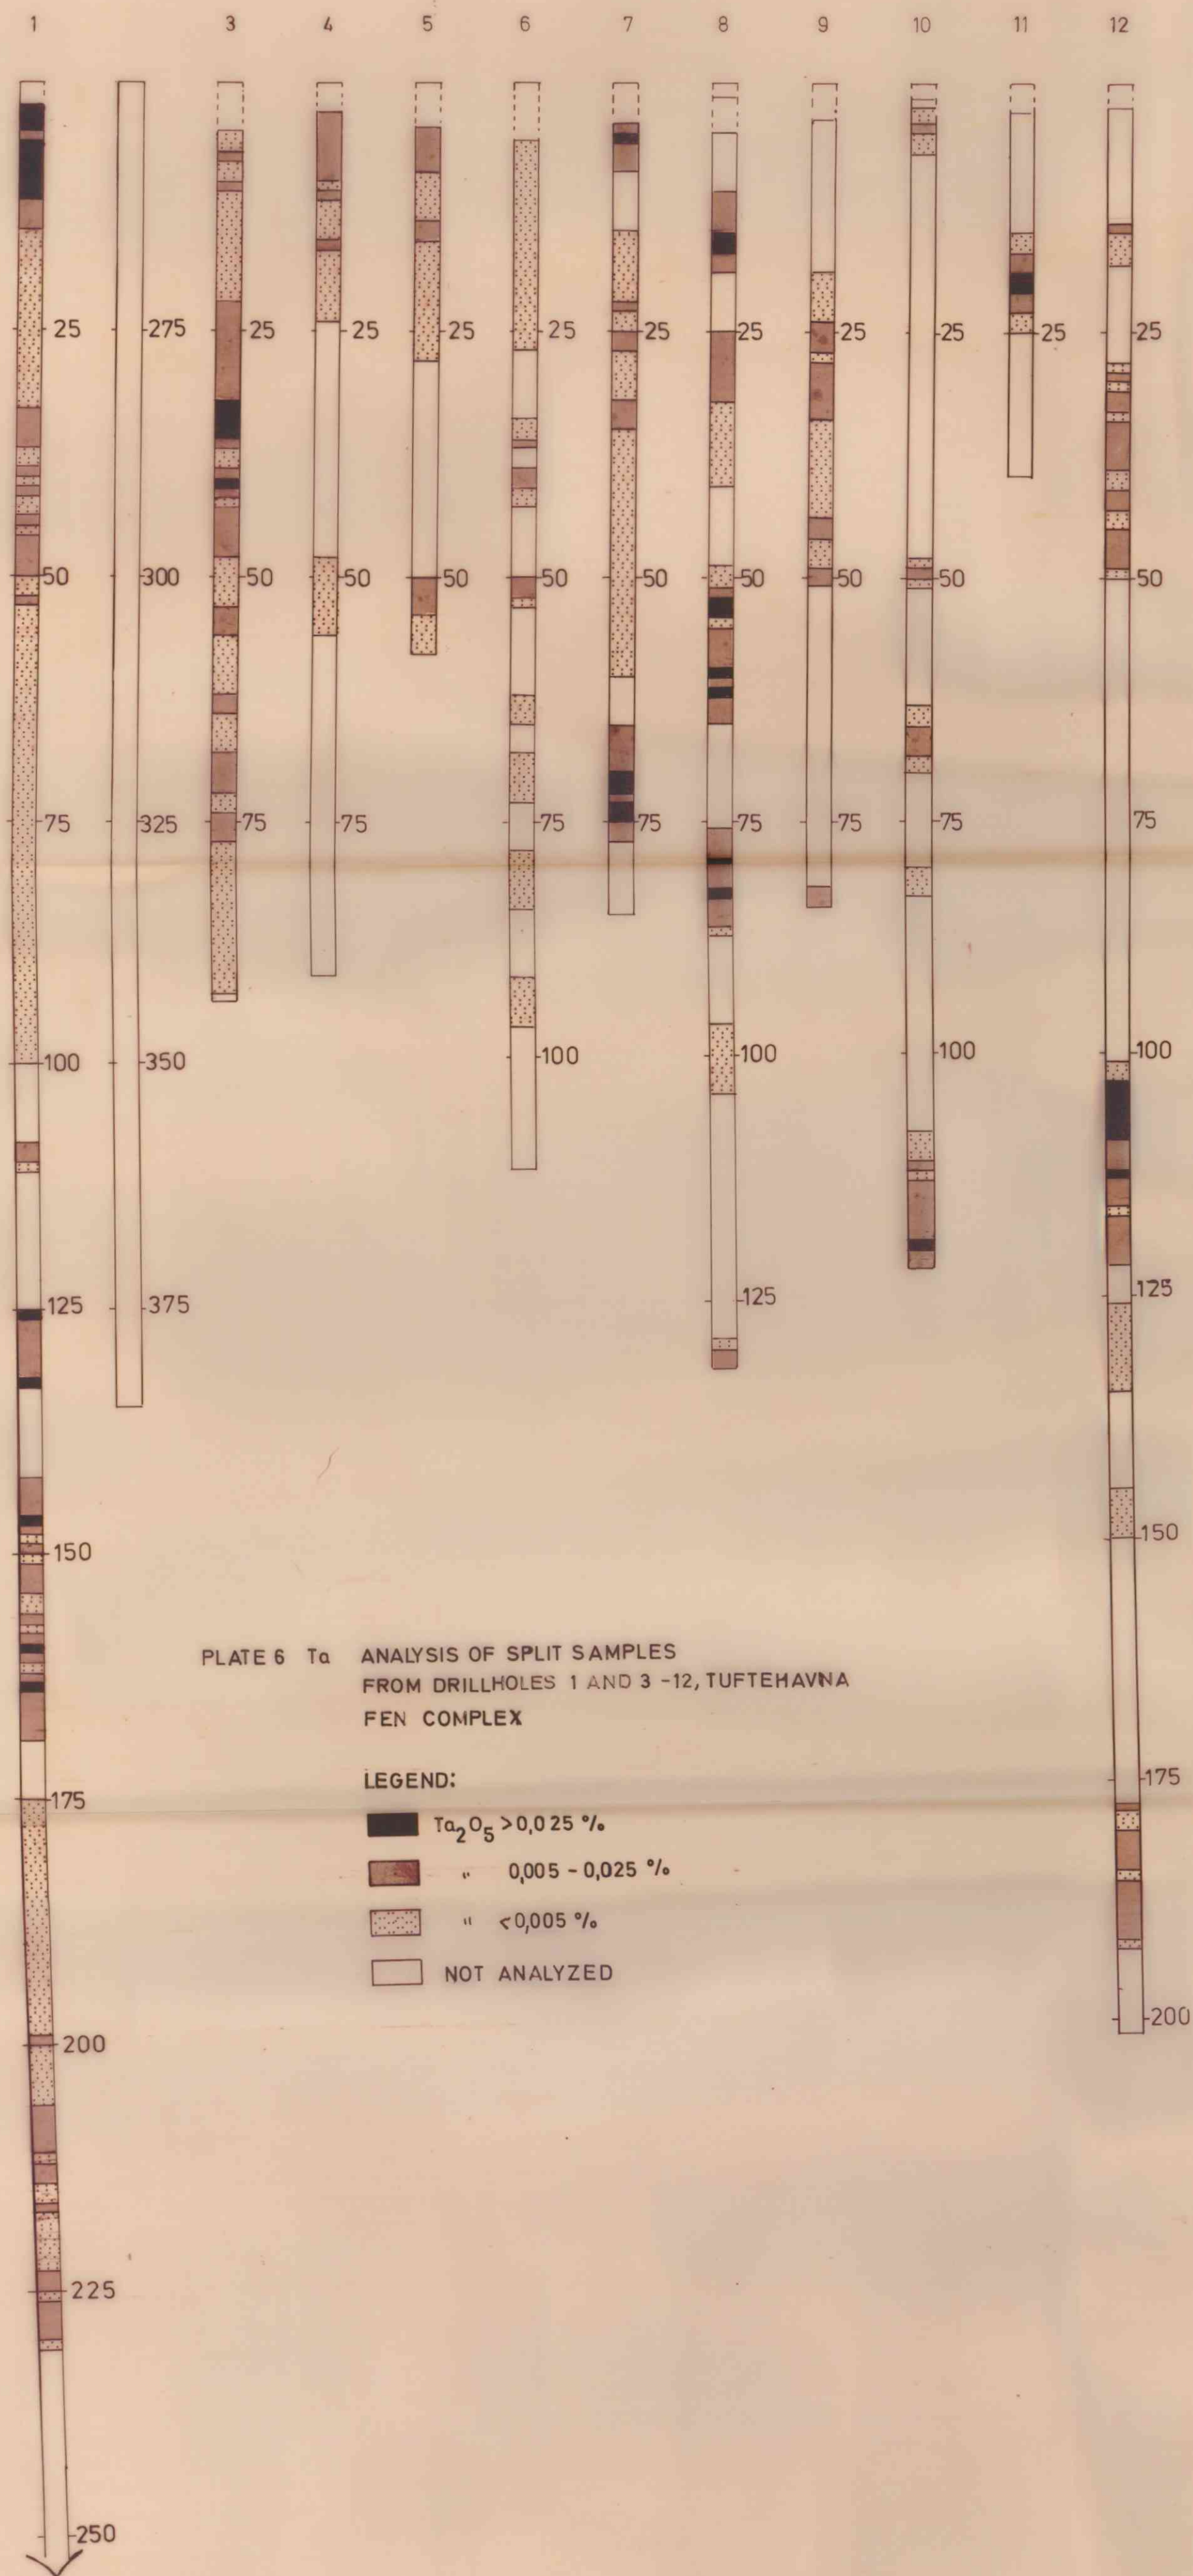 1 3 4 5 6 7 8 9 10 11 12
25 275 25 25 25 25 25 25 25 25 25 25
50 300 50 50 50 50 50 50 50 50 50
75 325 75 75 75 75 75 75 75 75
100 350 100 100 100 100
125 375 125 125
150 150
PLATE 6 Ta ANALYSIS OF SPLIT SAMPLES
FROM DRILLHOLES 1 AND 3 -12, TUFTEHAVNA
FEN COMPLEX
LEGEND:
175 175
Ta2O5 >0,025 %
" 0,005 - 0,025 %
" <0,005 %
NOT ANALYZED
200 200
225
250